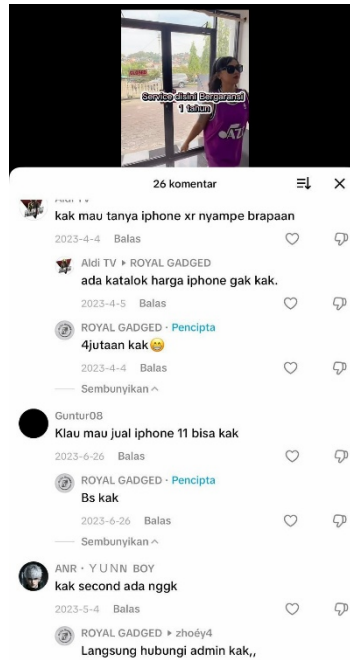 CLOSED
Service disini Bergaransi
1 tahun
AZ
26 komentar
Aldi TV
kak mau tanya iphone xr nyampe brapaan
2023-4-4 Balas
Aldi TV ▸ ROYAL GADGED
ada katalok harga iphone gak kak.
2023-4-5 Balas
ROYAL GADGED · Pencipta
4jutaan kak😁
2023-4-4 Balas
Sembunyikan
Guntur08
Klau mau jual iphone 11 bisa kak
2023-6-26 Balas
ROYAL GADGED · Pencipta
Bs kak
2023-6-26 Balas
Sembunyikan
ANR · YUNN BOY
kak second ada nggk
2023-5-4 Balas
ROYAL GADGED ▸ zhoéy4
Langsung hubungi admin kak,,